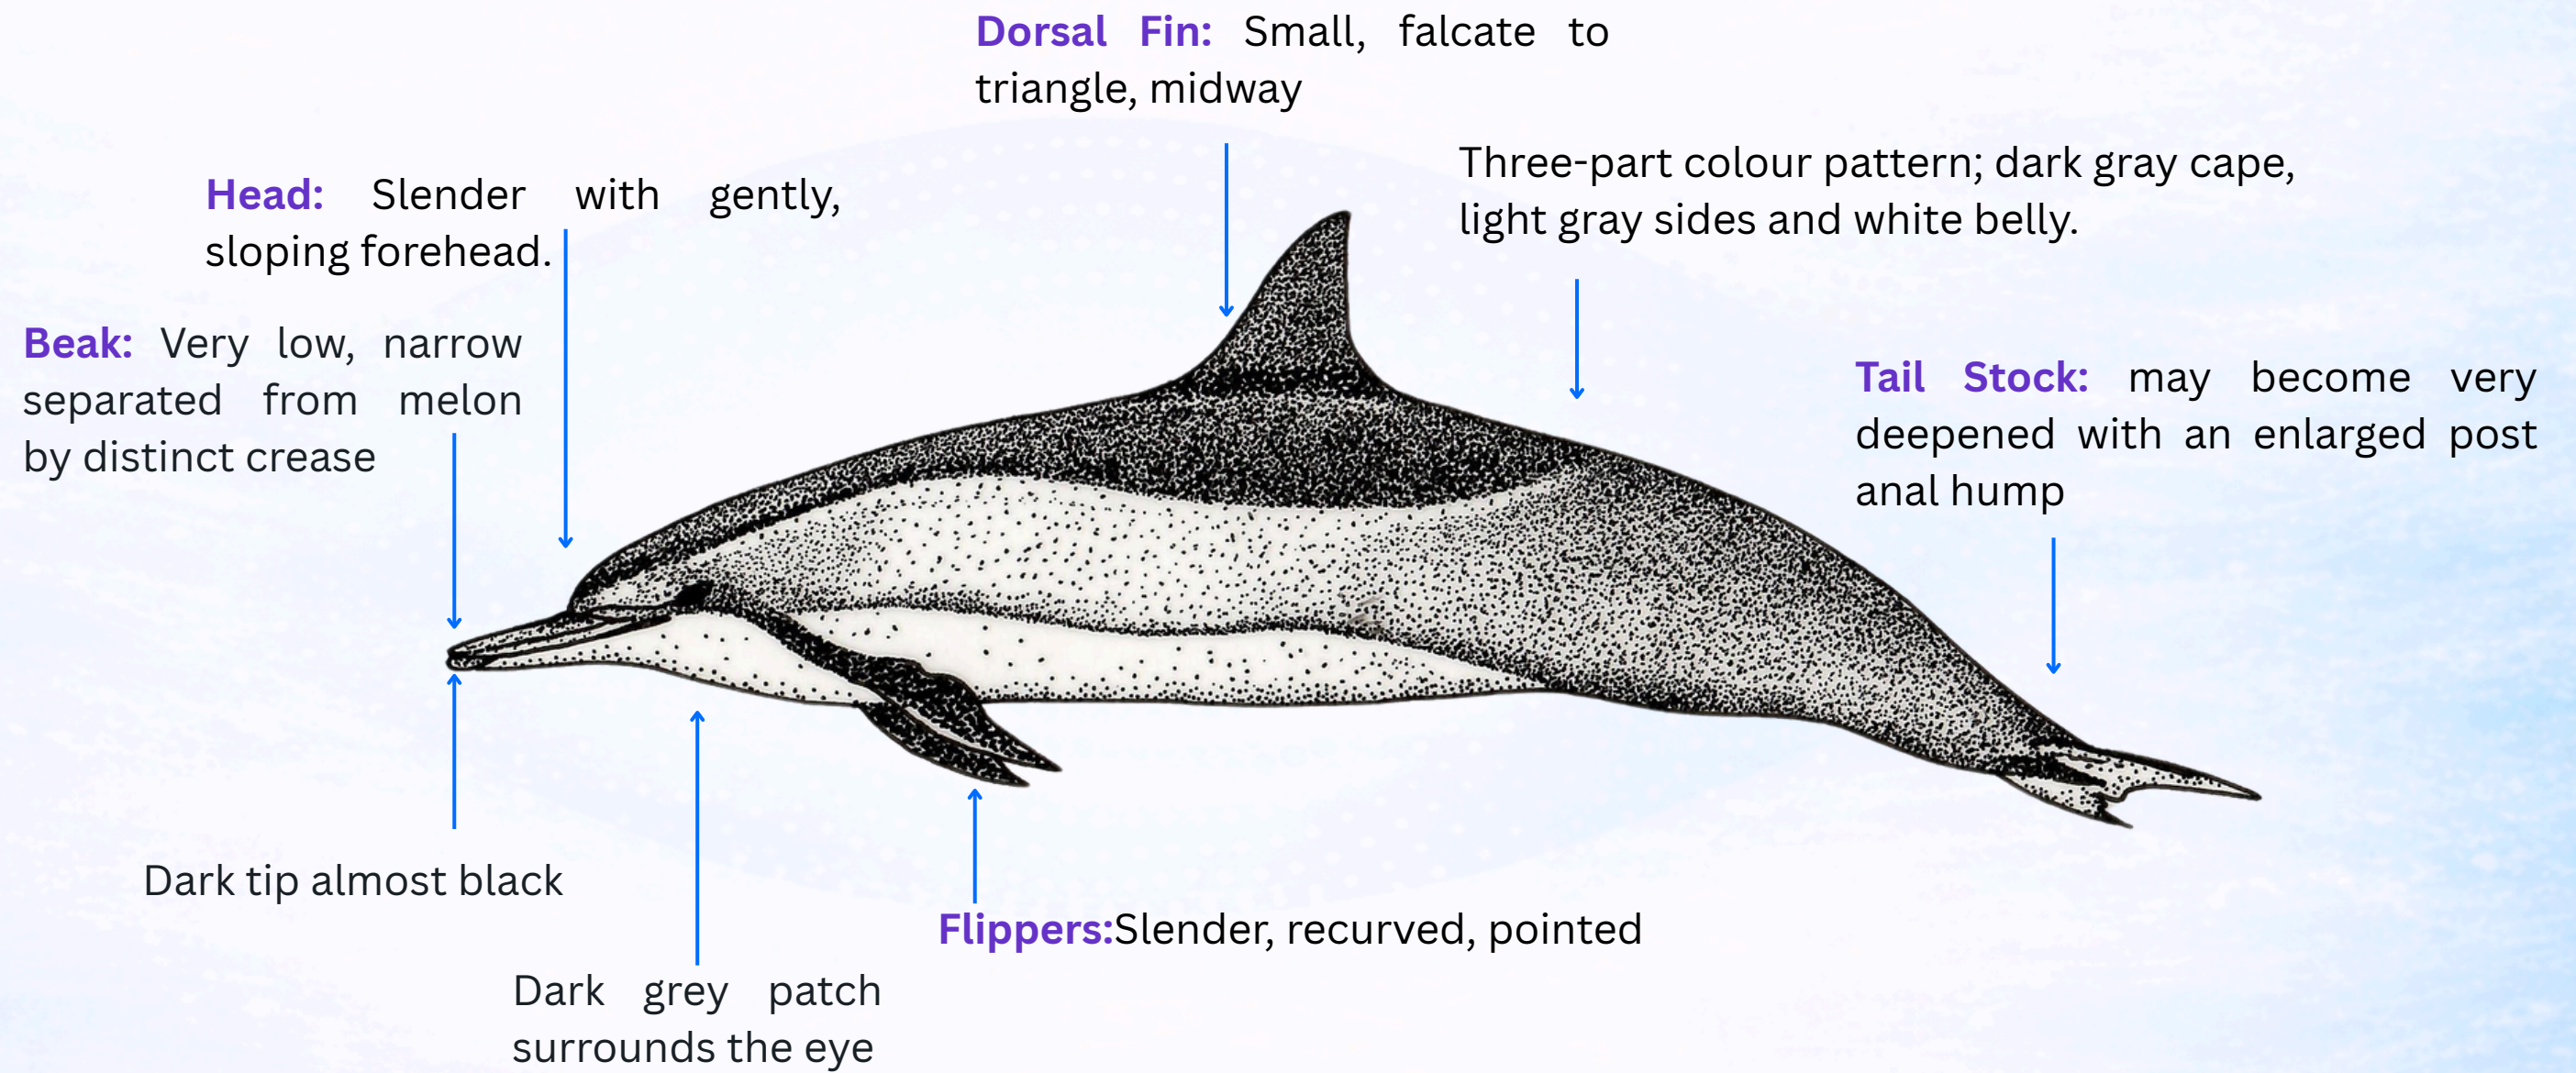 Dorsal Fin: Small, falcate to
triangle, midway
Three-part colour pattern; dark gray cape,
light gray sides and white belly.
Head: Slender with gently,
sloping forehead.
Beak: Very low, narrow
separated from melon
by distinct crease
Tail Stock: may become very
deepened with an enlarged post
anal hump
Dark tip almost black
Flippers:Slender, recurved, pointed
Dark grey patch
surrounds the eye